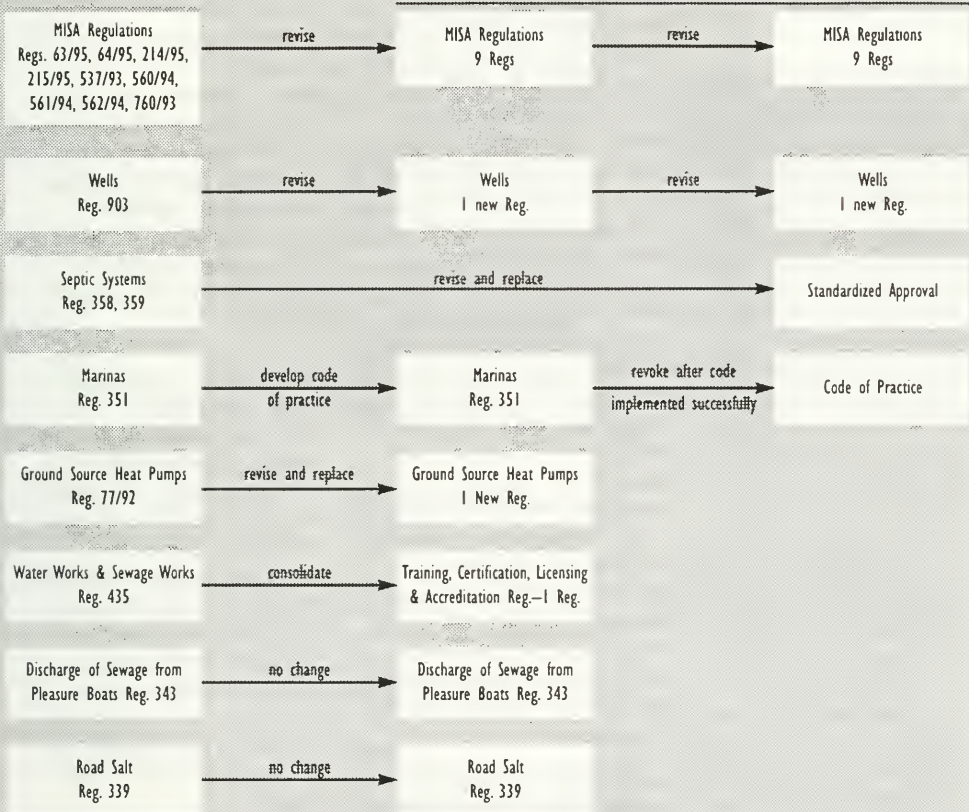 MISA Regulations
Regs. 63/95, 64/95, 214/95,
215/95, 537/93, 560/94,
561/94, 562/94, 760/93
revise
MISA Regulations
9 Regs
revise
MISA Regulations
9 Regs
Wells
Reg. 903
revise
Wells
1 new Reg.
revise
Wells
1 new Reg.
Septic Systems
Reg. 358, 359
revise and replace
Standardized Approval
Marinas
Reg. 351
develop code
of practice
Marinas
Reg. 351
revoke after code
implemented successfully
Code of Practice
Ground Source Heat Pumps
Reg. 77/92
revise and replace
Ground Source Heat Pumps
1 New Reg.
Water Works & Sewage Works
Reg. 435
consolidate
Training, Certification, Licensing
& Accreditation Reg.—1 Reg.
Discharge of Sewage from
Pleasure Boats Reg. 343
no change
Discharge of Sewage from
Pleasure Boats Reg. 343
Road Salt
Reg. 339
no change
Road Salt
Reg. 339